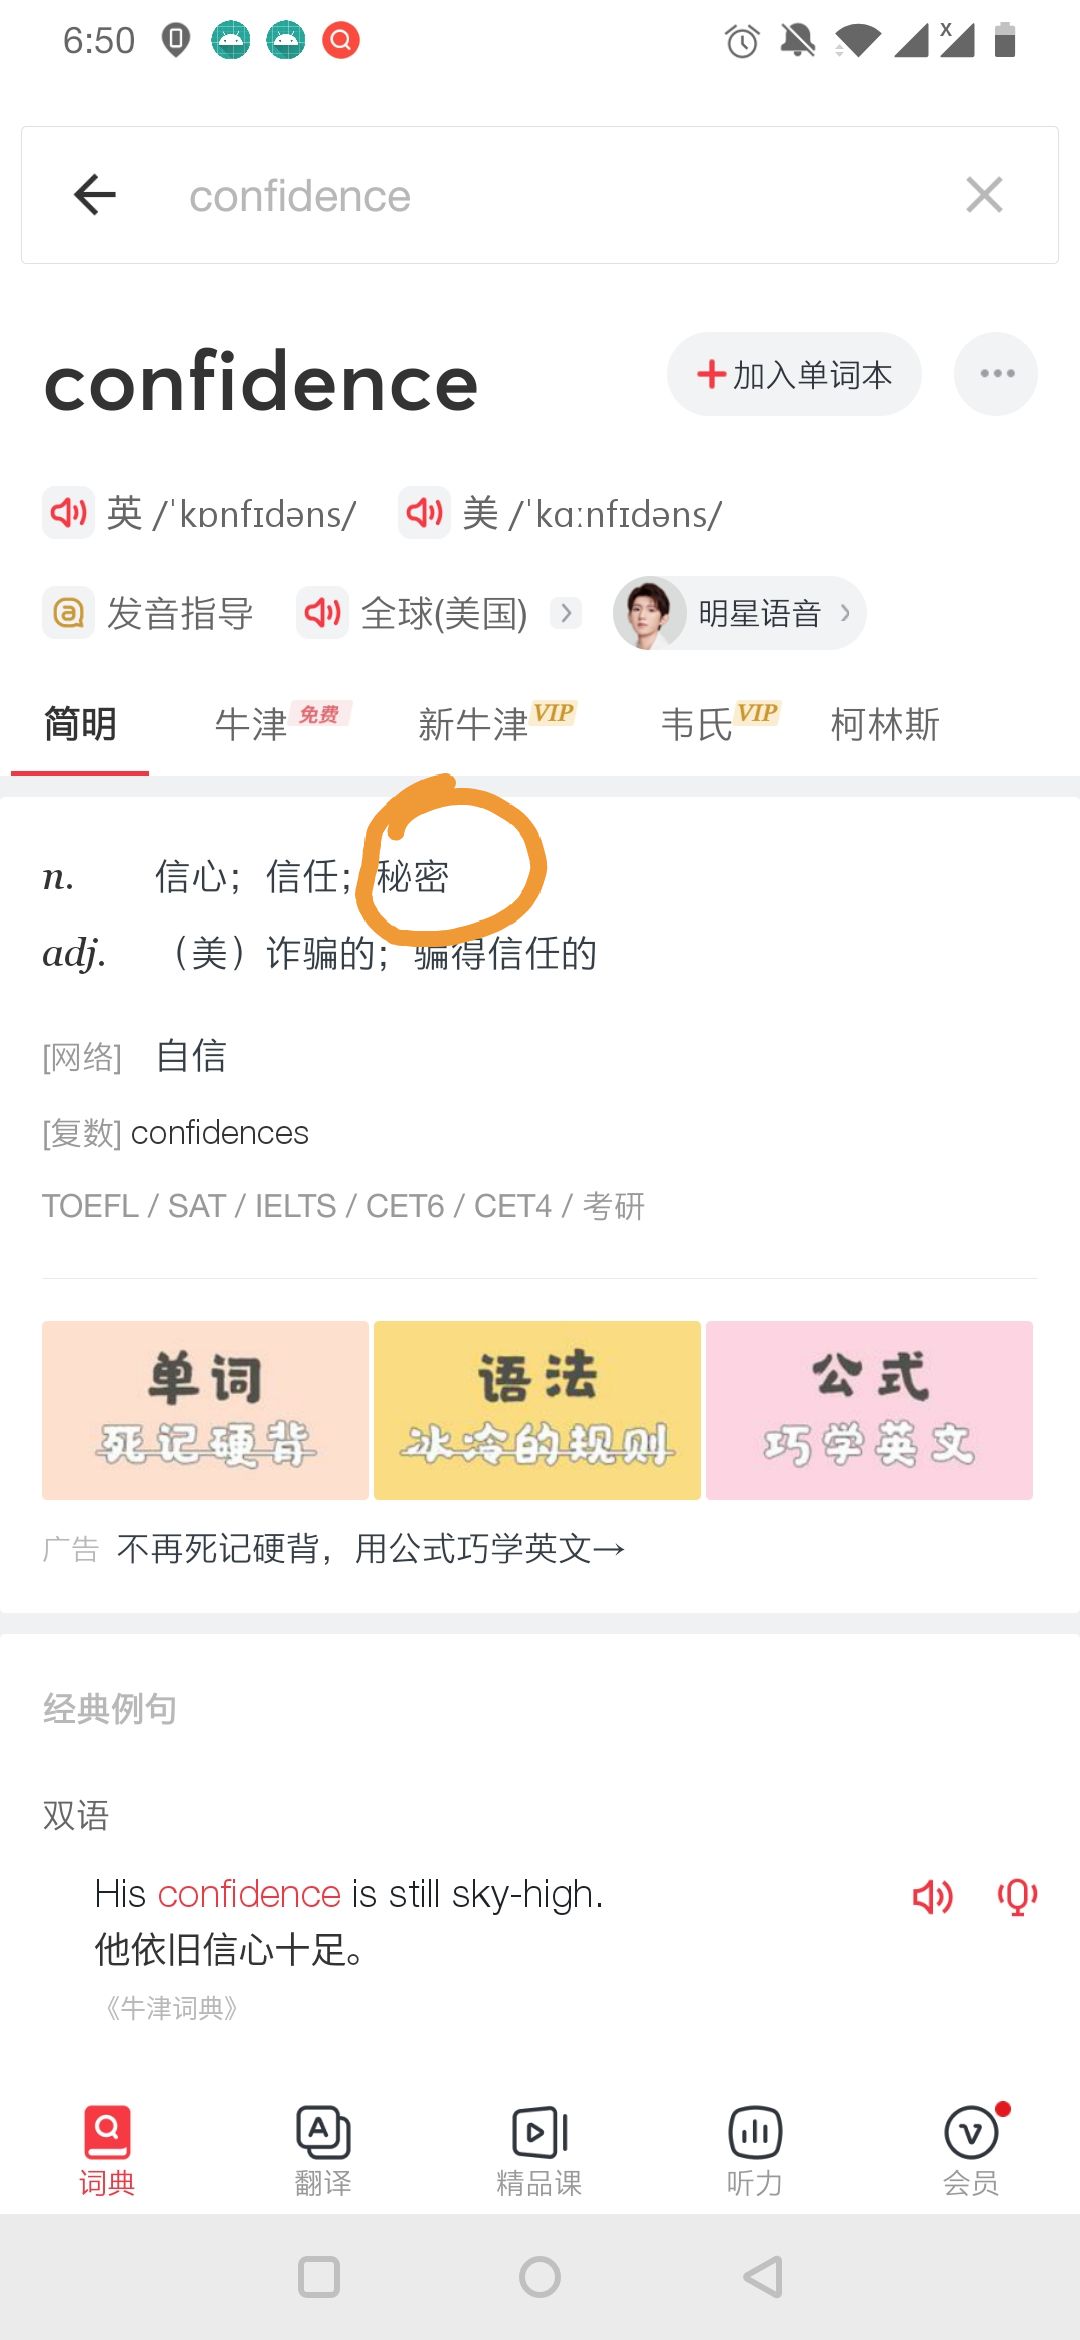 6:50
confidence
confidence
+加入单词本
英 /ˈkɒnfɪdəns/ 美 /ˈkɑːnfɪdəns/
发音指导 全球(美国) 明星语音
简明 牛津 免费 新牛津 VIP 韦氏 VIP 柯林斯
n. 信心；信任；秘密
adj. （美）诈骗的；骗得信任的
[网络] 自信
[复数] confidences
TOEFL / SAT / IELTS / CET6 / CET4 / 考研
单词 语法 公式
死记硬背 冰冷的规则 巧学英文
广告 不再死记硬背，用公式巧学英文→
经典例句
双语
His confidence is still sky-high.
他依旧信心十足。
《牛津词典》
词典 翻译 精品课 听力 会员